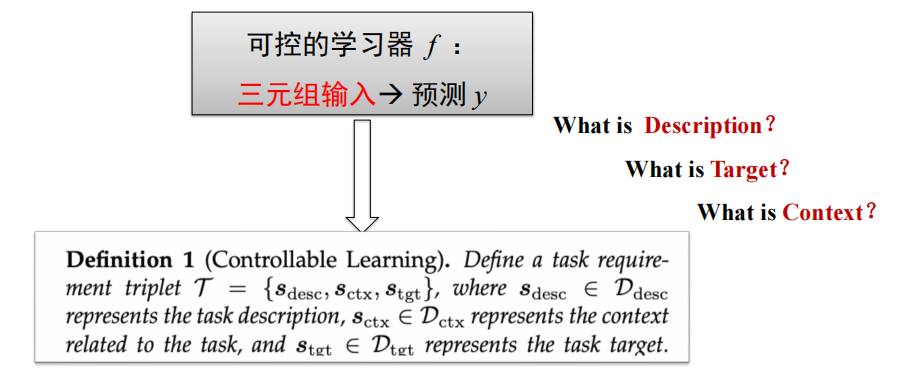 可控的学习器 f ：
三元组输入→ 预测 y
What is Description？
What is Target？
What is Context？
Definition 1 (Controllable Learning). Define a task require-
ment triplet 𝒯 = {s_desc, s_ctx, s_tgt}, where s_desc ∈ 𝒟_desc
represents the task description, s_ctx ∈ 𝒟_ctx represents the context
related to the task, and s_tgt ∈ 𝒟_tgt represents the task target.